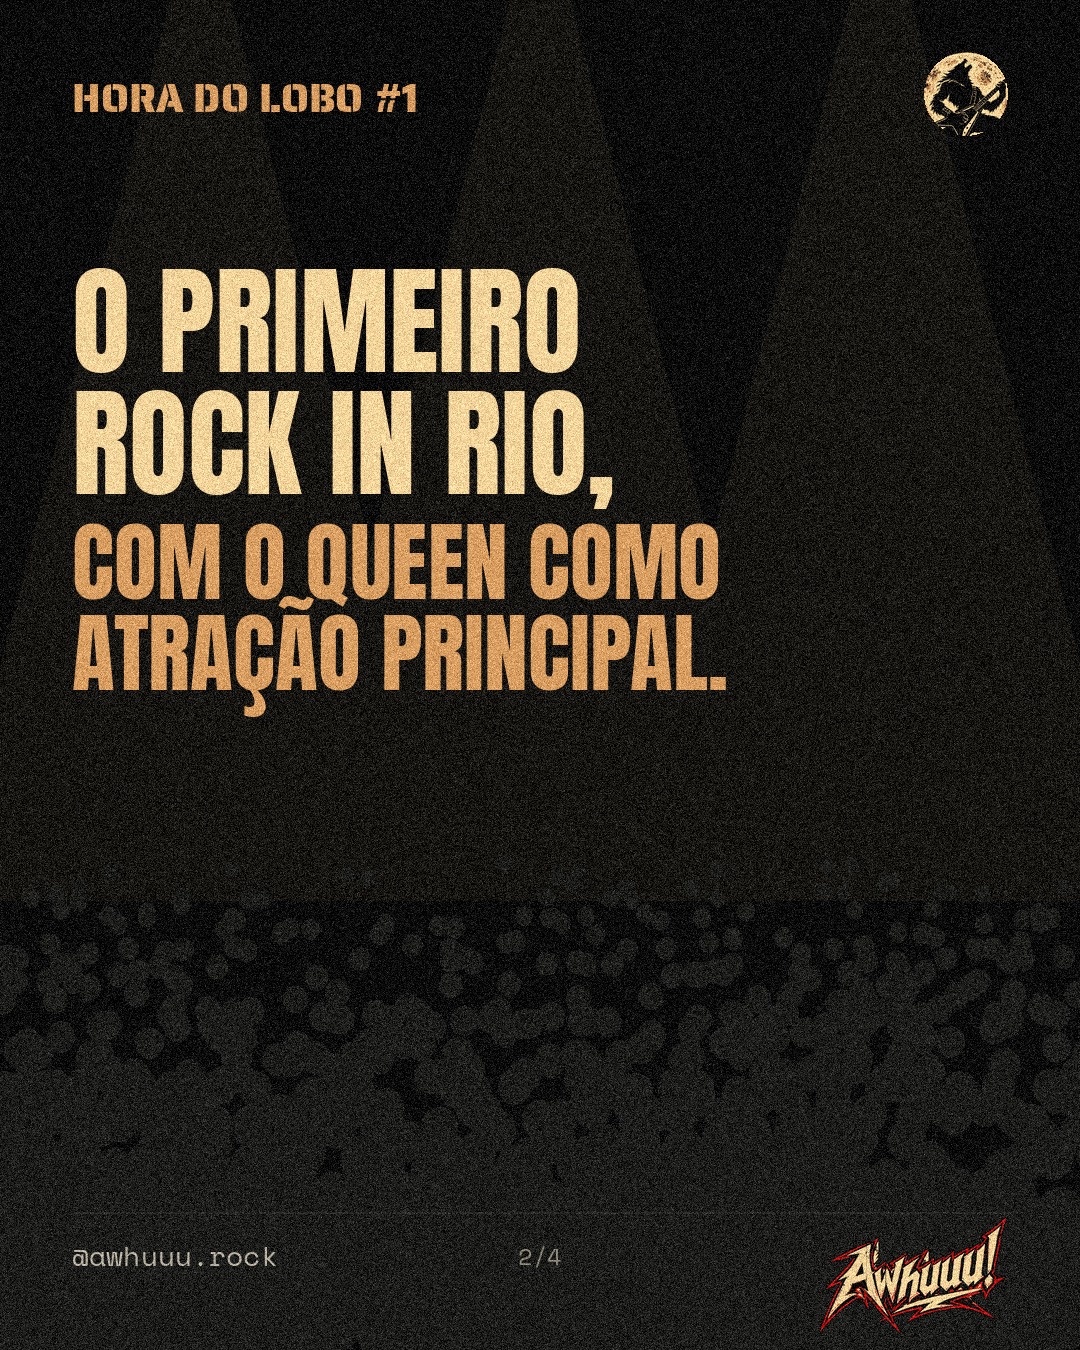 HORA DO LOBO #1
O PRIMEIRO
ROCK IN RIO,
COM O QUEEN COMO
ATRAÇÃO PRINCIPAL.
@awhuuu.rock
2/4
Awhuuu!